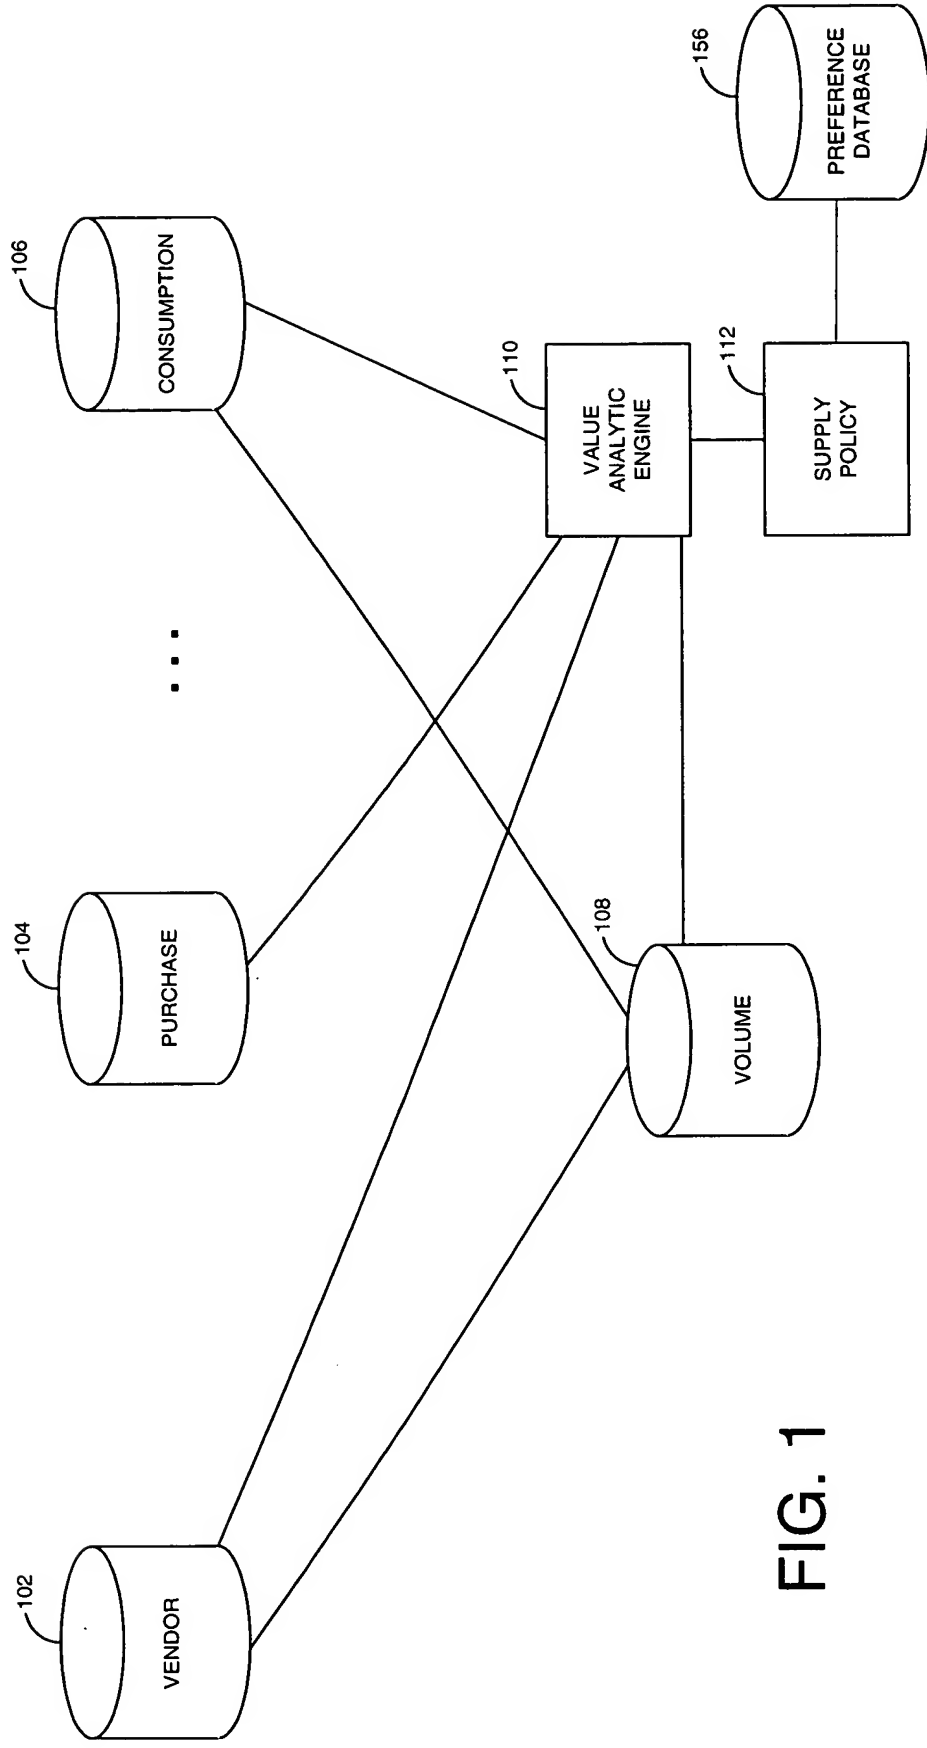 102
VENDOR
104
PURCHASE
. . .
106
CONSUMPTION
108
VOLUME
110
VALUE
ANALYTIC
ENGINE
112
SUPPLY
POLICY
156
PREFERENCE
DATABASE
FIG. 1